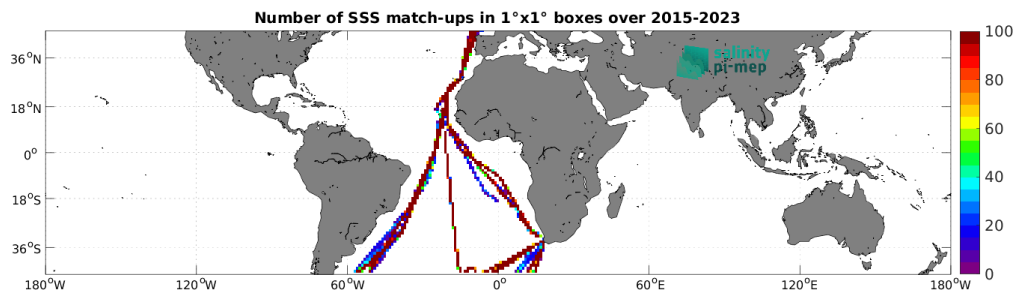 Number of SSS match-ups in 1°x1° boxes over 2015-2023
36°N
18°N
0°
18°S
36°S
180°W
120°W
60°W
0°
60°E
120°E
180°W
salinity
pi-mep
100
80
60
40
20
0